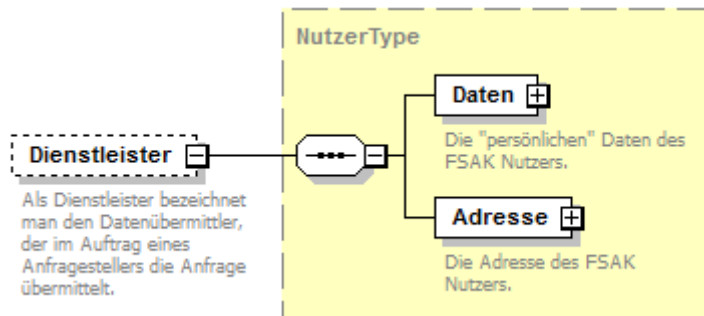 NutzerType
Daten
Die "persönlichen" Daten des
FSAK Nutzers.
Dienstleister
Als Dienstleister bezeichnet
man den Datenübermittler,
der im Auftrag eines
Anfragestellers die Anfrage
übermittelt.
Adresse
Die Adresse des FSAK
Nutzers.